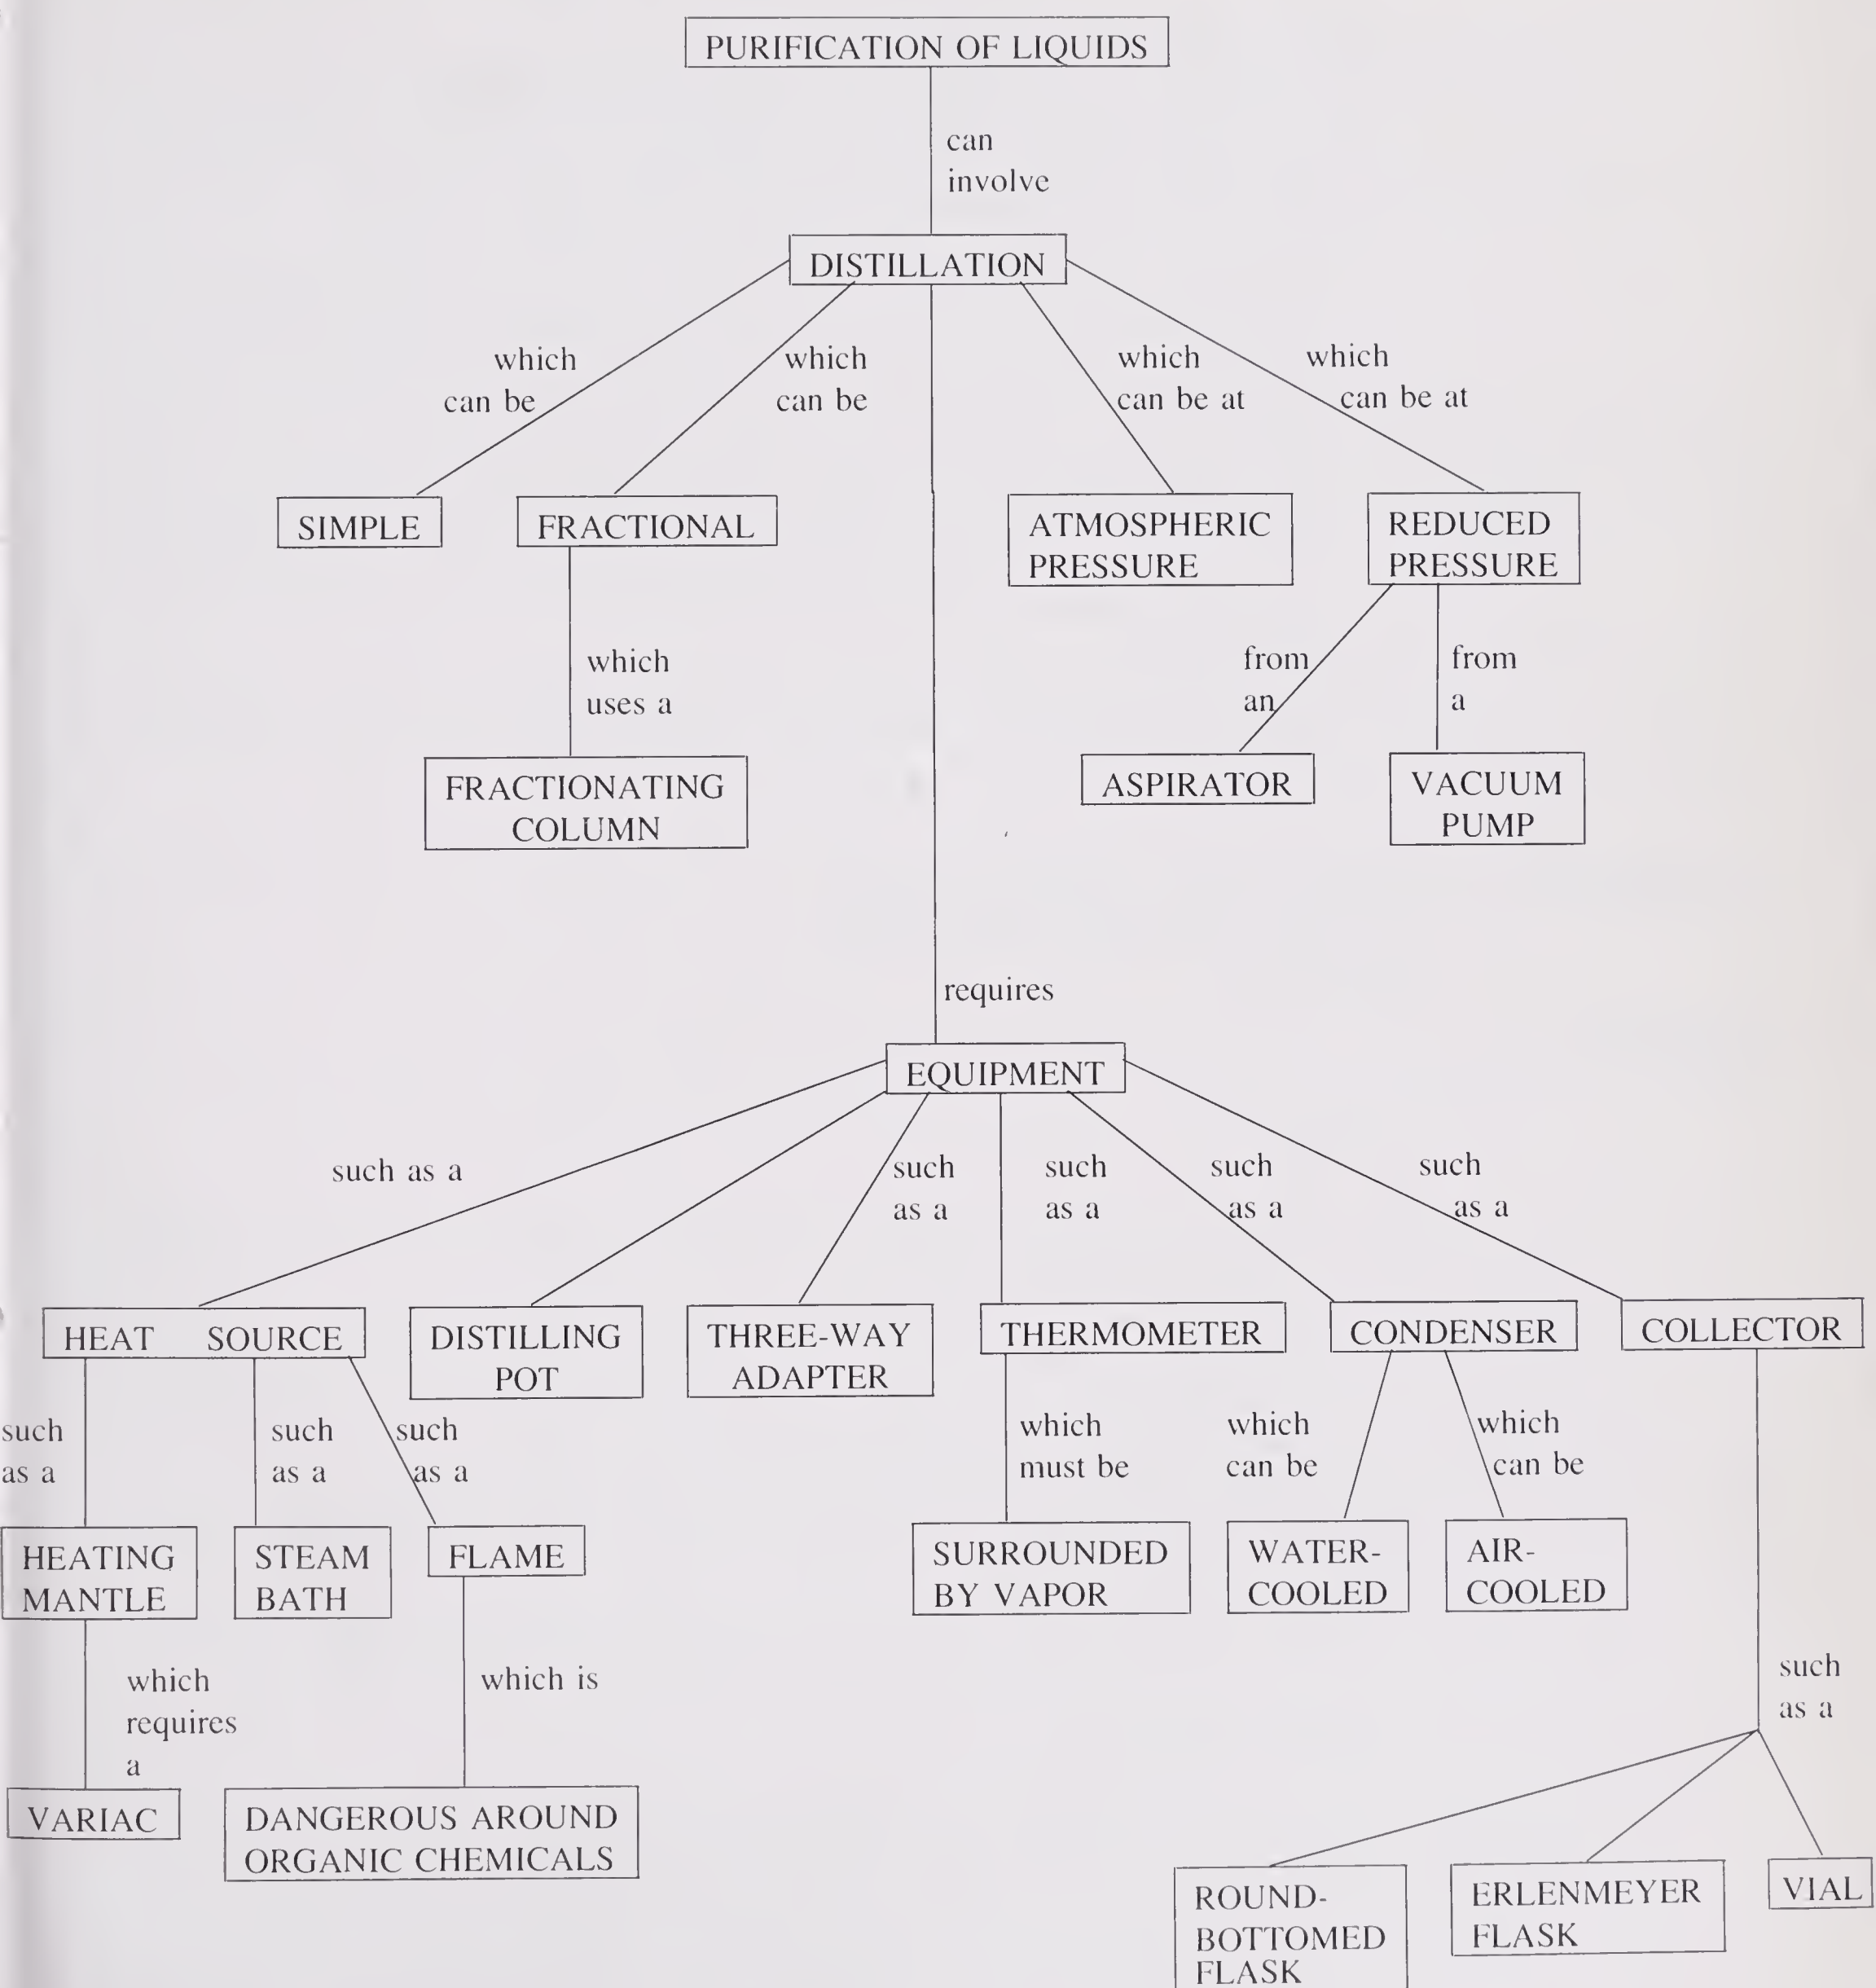 PURIFICATION OF LIQUIDS
can
involve
DISTILLATION
which
can be
which
can be
which
can be at
which
can be at
SIMPLE
FRACTIONAL
ATMOSPHERIC
PRESSURE
REDUCED
PRESSURE
which
uses a
from
an
from
a
FRACTIONATING
COLUMN
ASPIRATOR
VACUUM
PUMP
requires
EQUIPMENT
such as a
such
as a
such
as a
such
as a
such
as a
HEAT SOURCE
DISTILLING
POT
THREE-WAY
ADAPTER
THERMOMETER
CONDENSER
COLLECTOR
such
as a
such
as a
such
as a
which
must be
which
can be
which
can be
HEATING
MANTLE
STEAM
BATH
FLAME
SURROUNDED
BY VAPOR
WATER-
COOLED
AIR-
COOLED
which
requires
a
which is
such
as a
VARIAC
DANGEROUS AROUND
ORGANIC CHEMICALS
ROUND-
BOTTOMED
FLASK
ERLENMEYER
FLASK
VIAL